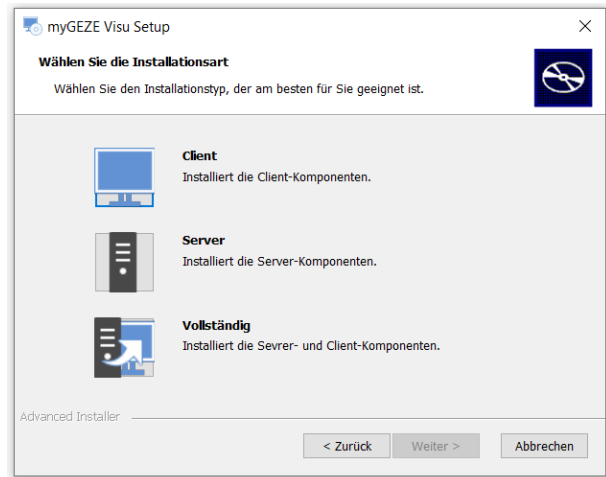 myGEZE Visu Setup
Wählen Sie die Installationsart
Wählen Sie den Installationstyp, der am besten für Sie geeignet ist.
Client
Installiert die Client-Komponenten.
Server
Installiert die Server-Komponenten.
Vollständig
Installiert die Sevrer- und Client-Komponenten.
Advanced Installer
< Zurück Weiter > Abbrechen